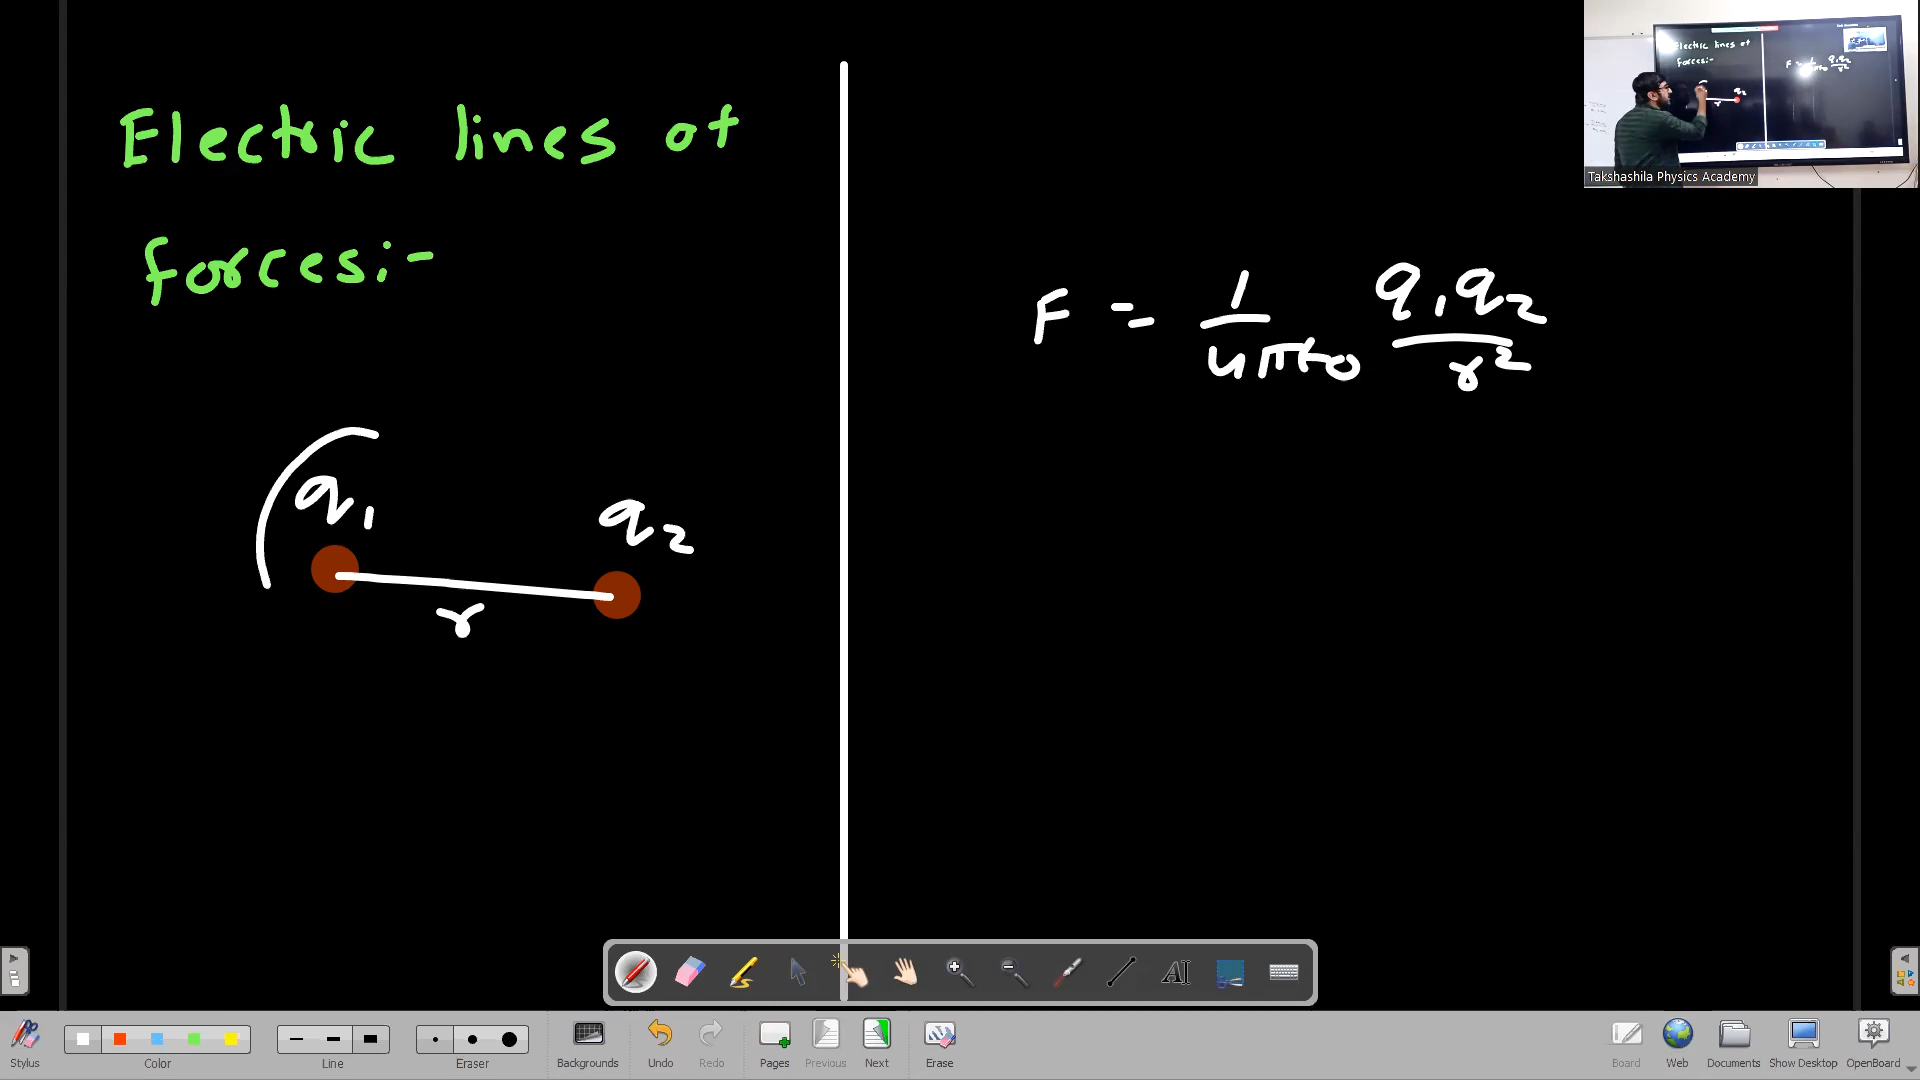 Electric lines of
forces:-
F = 1/4πε0 q1q2/r²
q1
q2
r
Takshashila Physics Academy
Stylus
Color
Line
Eraser
Backgrounds
Undo
Redo
Pages
Previous
Next
Erase
Board
Web
Documents
Show Desktop
OpenBoard